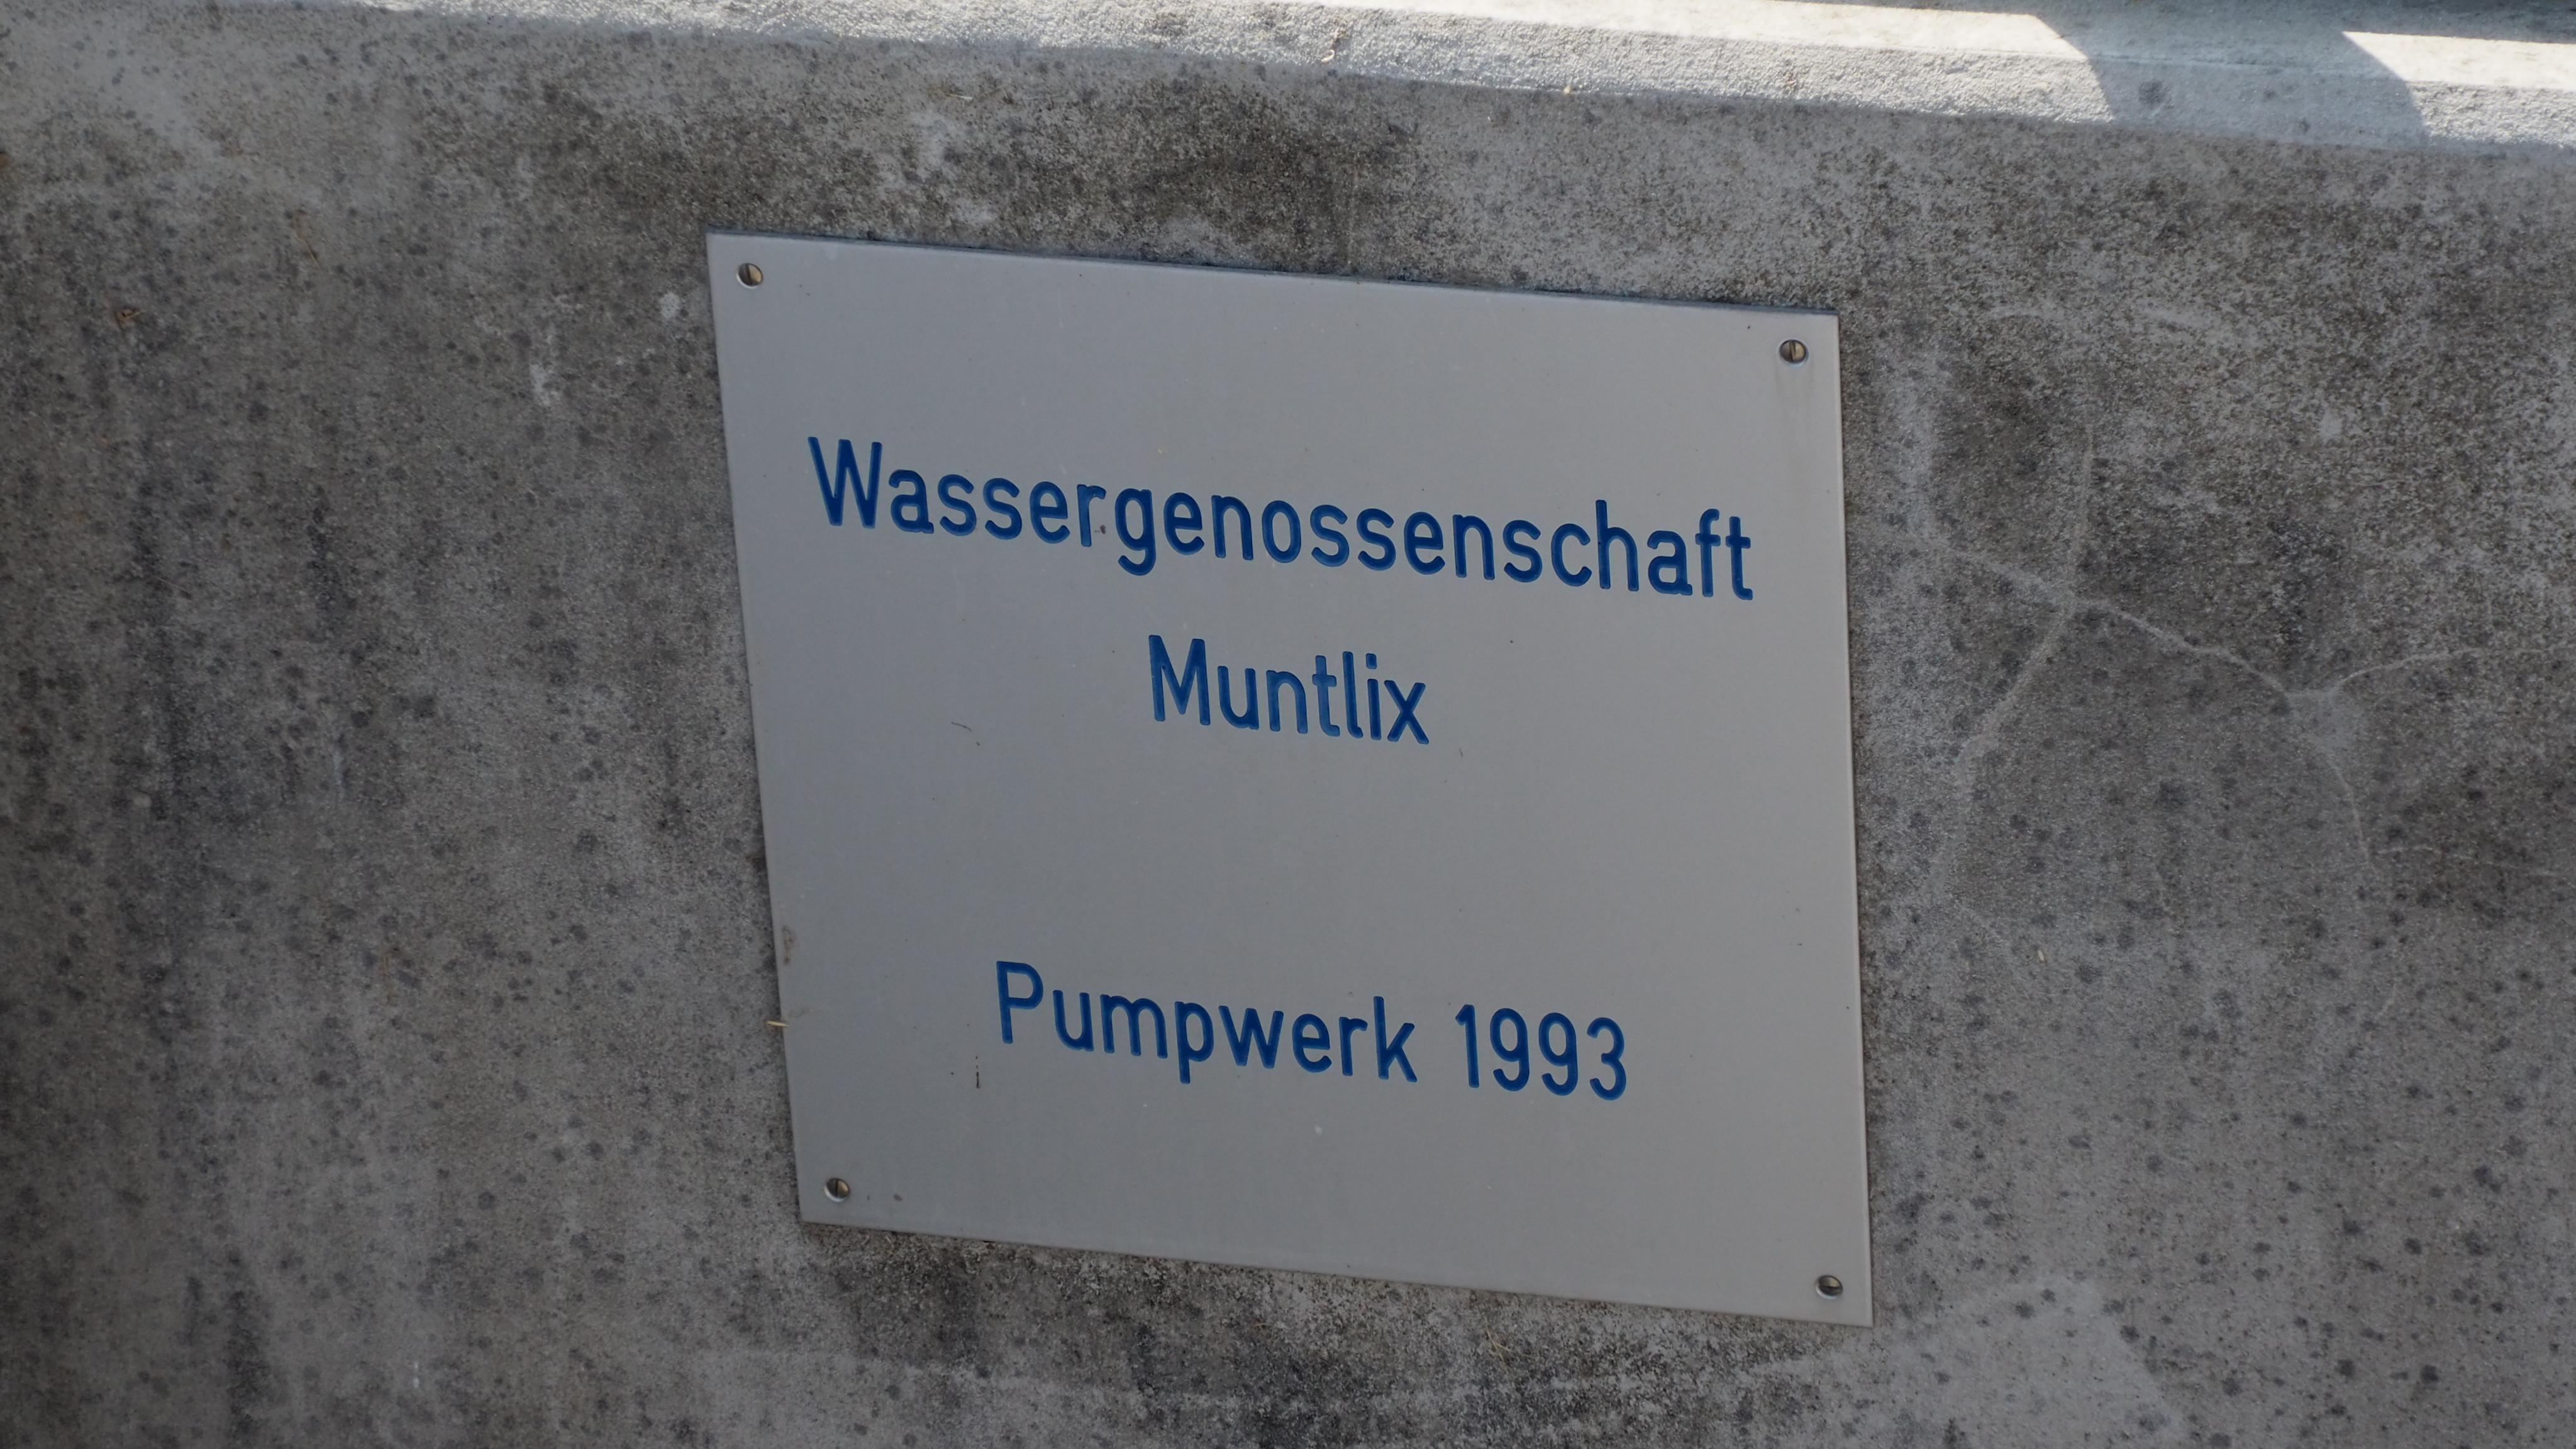 Wassergenossenschaft
Muntlix
Pumpwerk 1993